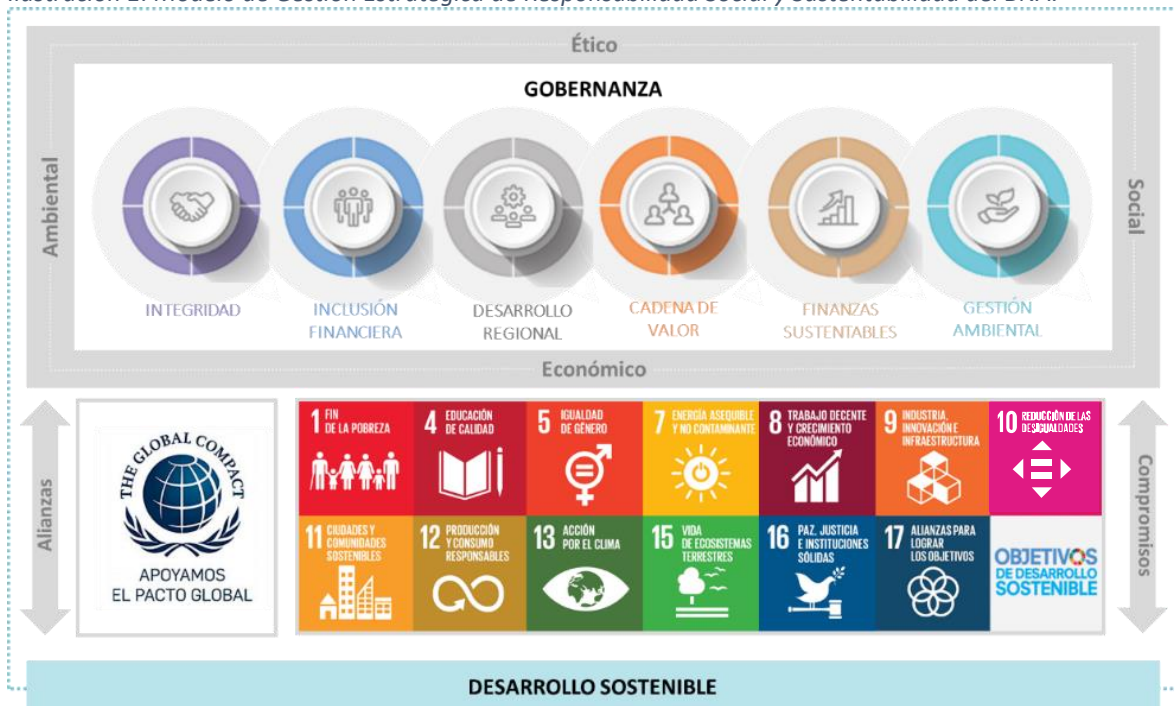 Ético
GOBERNANZA
Ambiental
Social
INTEGRIDAD
INCLUSIÓN
FINANCIERA
DESARROLLO
REGIONAL
CADENA DE
VALOR
FINANZAS
SUSTENTABLES
GESTIÓN
AMBIENTAL
Económico
Alianzas
THE GLOBAL COMPACT
APOYAMOS
EL PACTO GLOBAL
1 FIN
DE LA POBREZA
4 EDUCACIÓN
DE CALIDAD
5 IGUALDAD
DE GÉNERO
7 ENERGÍA ASEQUIBLE
Y NO CONTAMINANTE
8 TRABAJO DECENTE
Y CRECIMIENTO
ECONÓMICO
9 INDUSTRIA,
INNOVACIÓN E
INFRAESTRUCTURA
10 REDUCCIÓN DE LAS
DESIGUALDADES
11 CIUDADES Y
COMUNIDADES
SOSTENIBLES
12 PRODUCCIÓN
Y CONSUMO
RESPONSABLES
13 ACCIÓN
POR EL CLIMA
15 VIDA
DE ECOSISTEMAS
TERRESTRES
16 PAZ, JUSTICIA
E INSTITUCIONES
SÓLIDAS
17 ALIANZAS PARA
LOGRAR
LOS OBJETIVOS
OBJETIVOS
DE DESARROLLO
SOSTENIBLE
Compromisos
DESARROLLO SOSTENIBLE